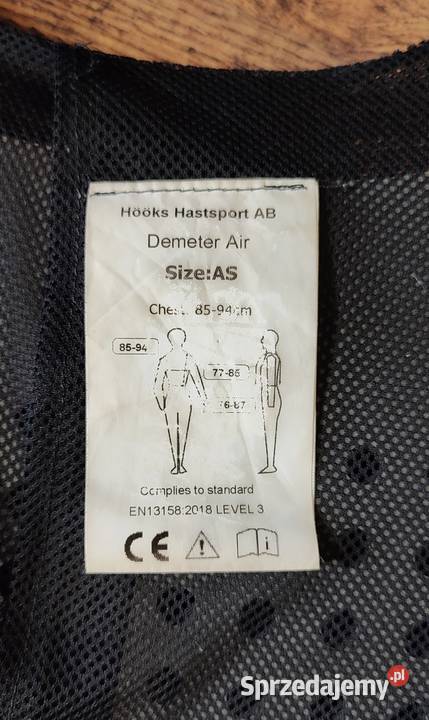 Hööks Hastsport AB
Demeter Air
Size:AS
Chest: 85-94cm
85-94
77-85
76-87
Complies to standard
EN13158:2018 LEVEL 3
CE
Sprzedajemy.pl